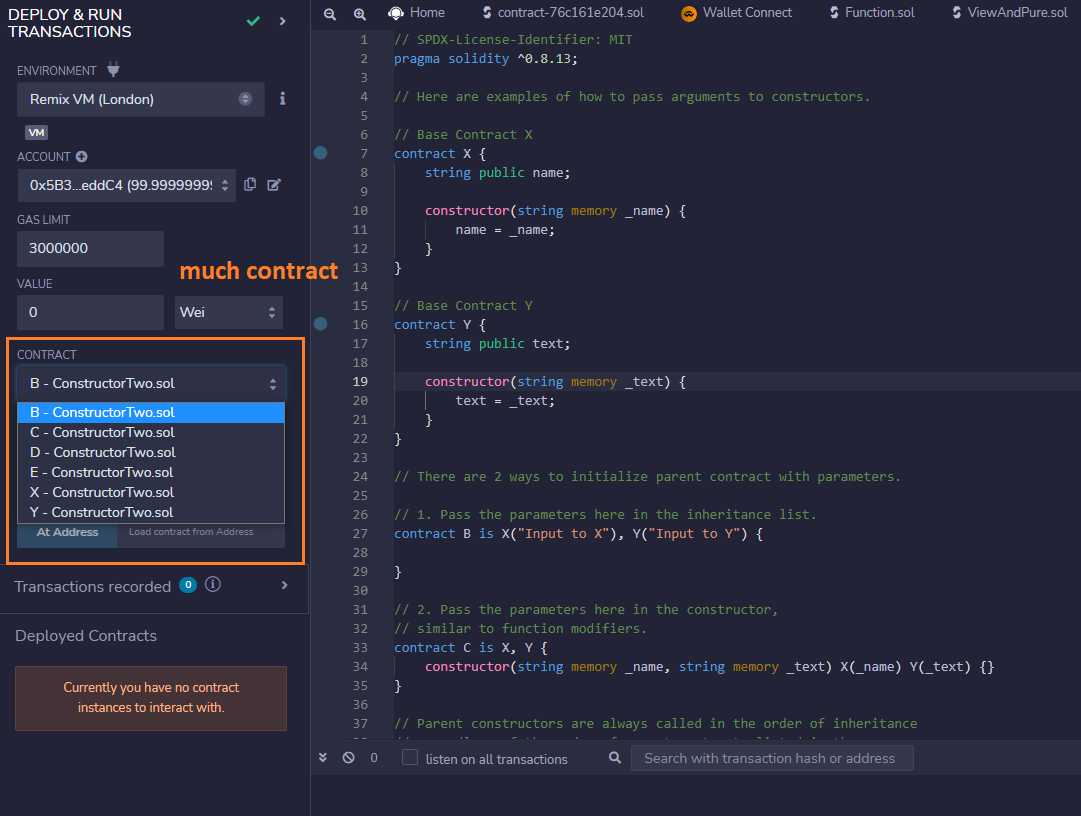 DEPLOY & RUN
TRANSACTIONS
ENVIRONMENT
Remix VM (London)
VM
ACCOUNT
0x5B3...eddC4 (99.9999999
GAS LIMIT
3000000
VALUE
0
Wei
much contract
CONTRACT
B - ConstructorTwo.sol
B - ConstructorTwo.sol
C - ConstructorTwo.sol
D - ConstructorTwo.sol
E - ConstructorTwo.sol
X - ConstructorTwo.sol
Y - ConstructorTwo.sol
At Address Load contract from Address
Transactions recorded 0 i
Deployed Contracts
Currently you have no contract
instances to interact with.
Home contract-76c161e204.sol Wallet Connect Function.sol ViewAndPure.sol
1 // SPDX-License-Identifier: MIT
2 pragma solidity ^0.8.13;
3
4 // Here are examples of how to pass arguments to constructors.
5
6 // Base Contract X
7 contract X {
8 string public name;
9
10 constructor(string memory _name) {
11 name = _name;
12 }
13 }
14
15 // Base Contract Y
16 contract Y {
17 string public text;
18
19 constructor(string memory _text) {
20 text = _text;
21 }
22 }
23
24 // There are 2 ways to initialize parent contract with parameters.
25
26 // 1. Pass the parameters here in the inheritance list.
27 contract B is X("Input to X"), Y("Input to Y") {
28
29 }
30
31 // 2. Pass the parameters here in the constructor,
32 // similar to function modifiers.
33 contract C is X, Y {
34 constructor(string memory _name, string memory _text) X(_name) Y(_text) {}
35 }
36
37 // Parent constructors are always called in the order of inheritance
0 listen on all transactions Search with transaction hash or address